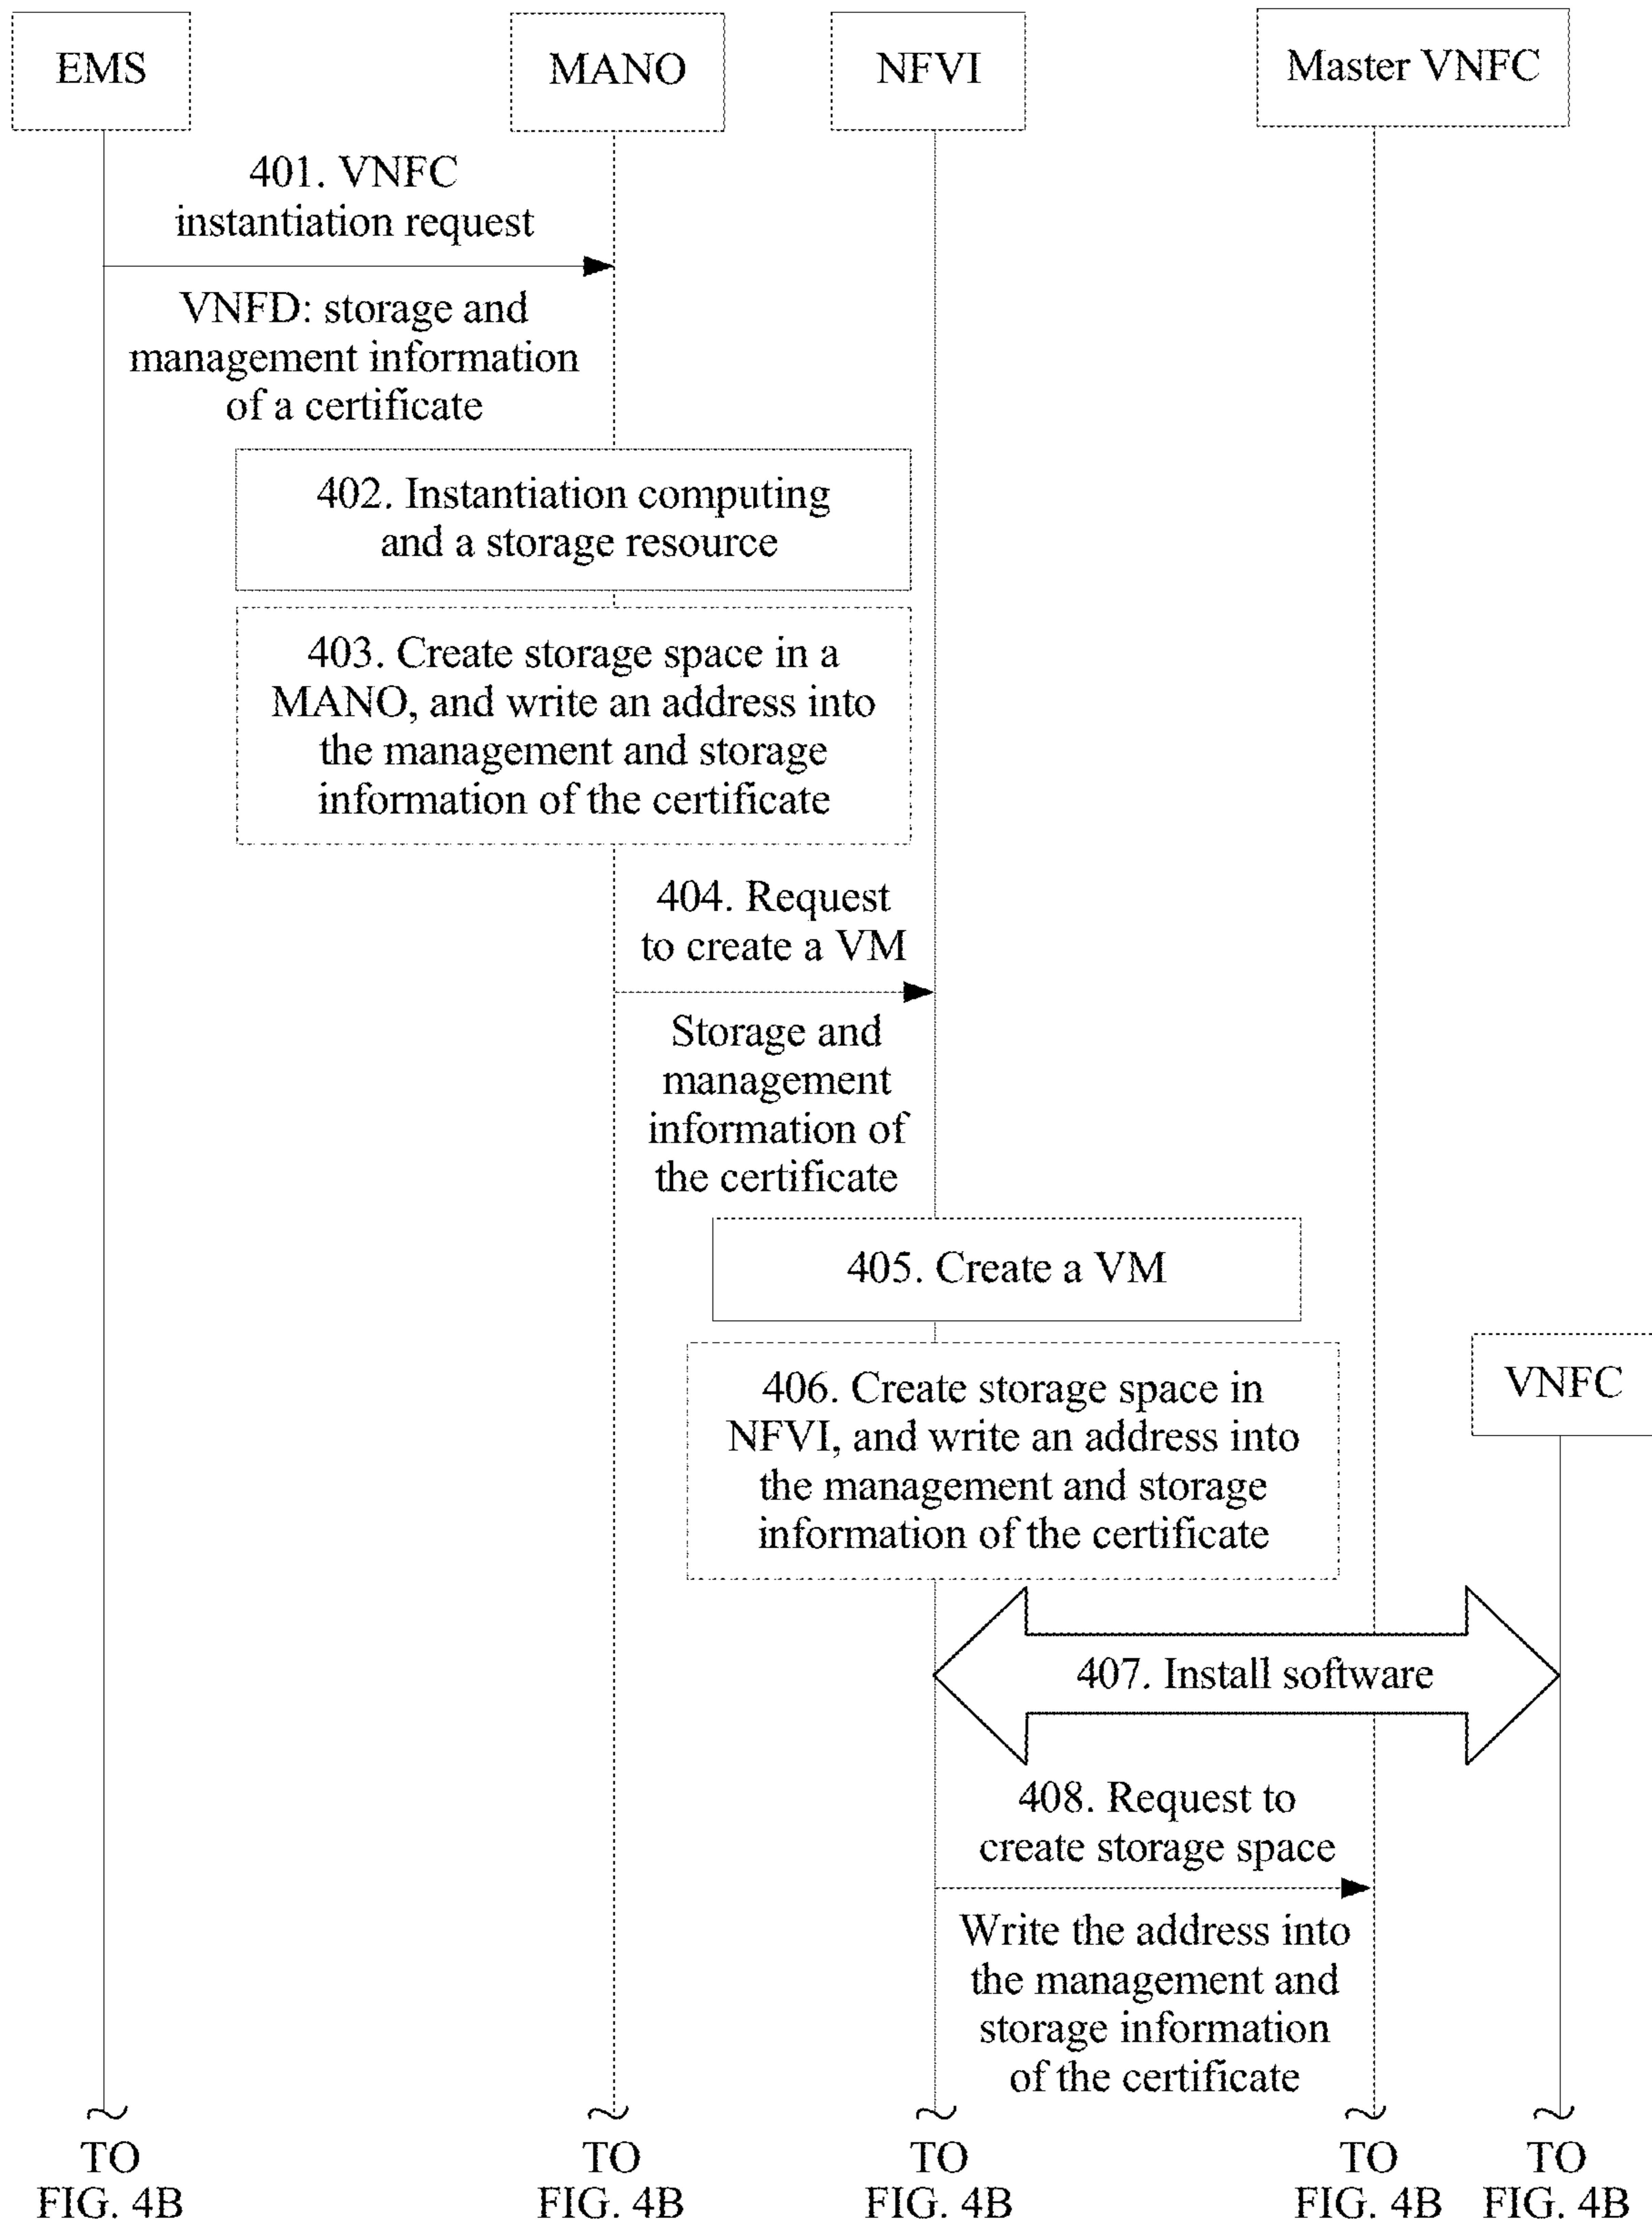 EMS
MANO
NFVI
Master VNFC
401. VNFC
instantiation request
VNFD: storage and
management information
of a certificate
402. Instantiation computing
and a storage resource
403. Create storage space in a
MANO, and write an address into
the management and storage
information of the certificate
404. Request
to create a VM
Storage and
management
information of
the certificate
405. Create a VM
VNFC
406. Create storage space in
NFVI, and write an address into
the management and storage
information of the certificate
407. Install software
408. Request to
create storage space
Write the address into
the management and
storage information
of the certificate
TO
FIG. 4B
TO
FIG. 4B
TO
FIG. 4B
TO
FIG. 4B
TO
FIG. 4B